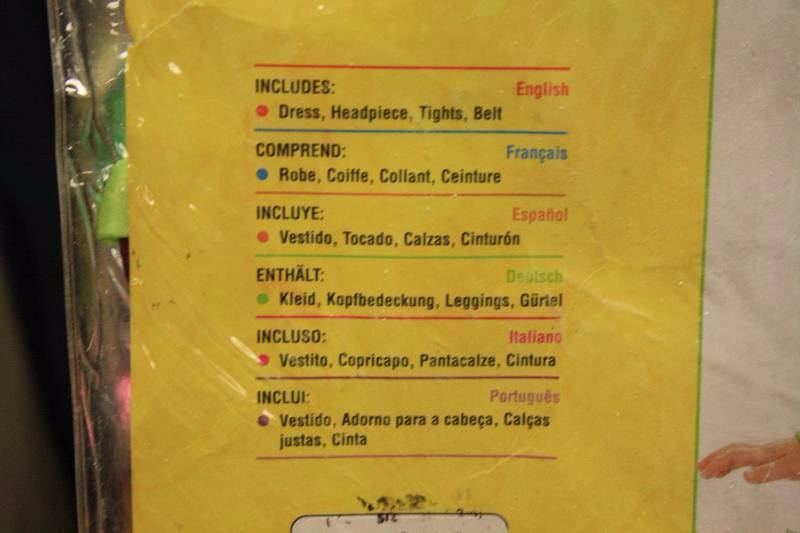 INCLUDES: English
Dress, Headpiece, Tights, Belt
COMPREND: Français
Robe, Coiffe, Collant, Ceinture
INCLUYE: Español
Vestido, Tocado, Calzas, Cinturón
ENTHÄLT: Deutsch
Kleid, Kopfbedeckung, Leggings, Gürtel
INCLUSO: Italiano
Vestito, Copricapo, Pantacalze, Cintura
INCLUI: Português
Vestido, Adorno para a cabeça, Calças
justas, Cinta